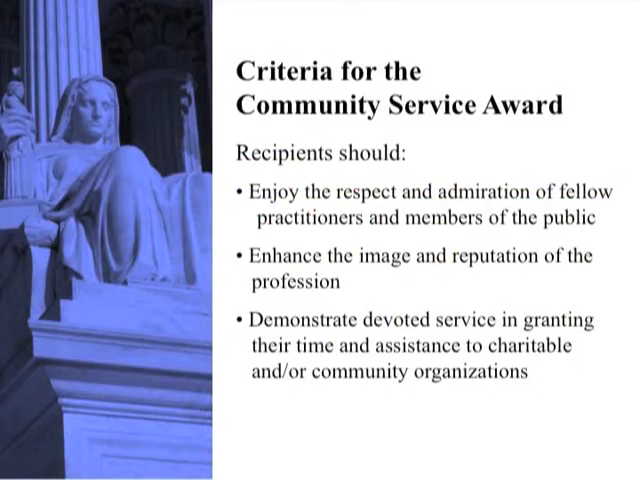 Criteria for the
Community Service Award
Recipients should:
• Enjoy the respect and admiration of fellow
practitioners and members of the public
• Enhance the image and reputation of the
profession
• Demonstrate devoted service in granting
their time and assistance to charitable
and/or community organizations